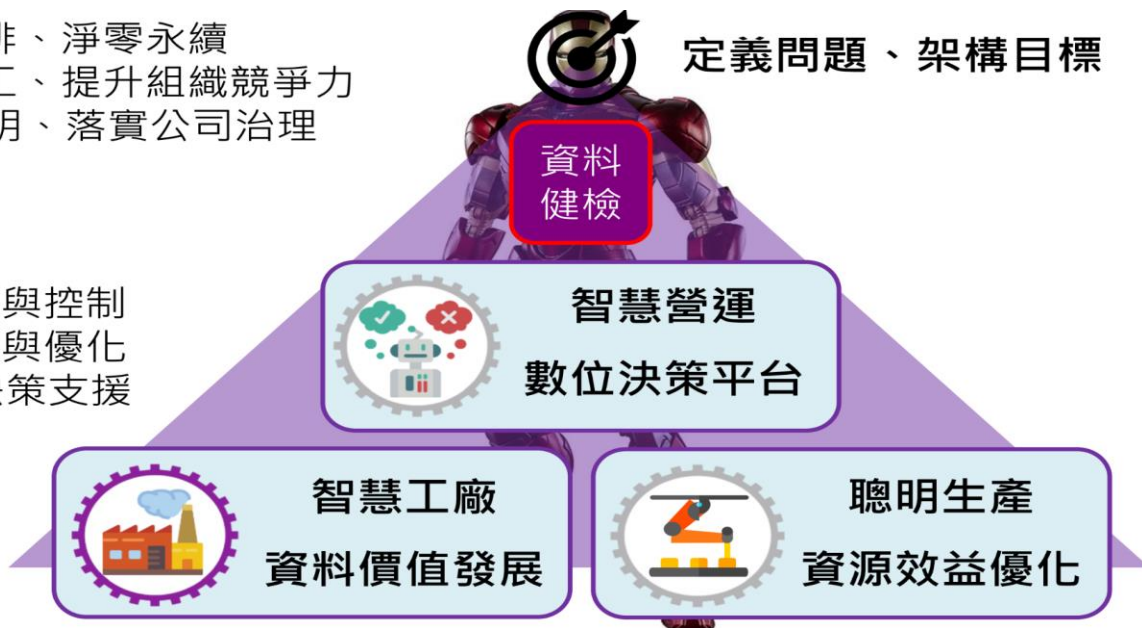 、淨零永續
、提升組織競爭力
、落實公司治理
定義問題、架構目標
資料
健檢
與控制
與優化
策支援
智慧營運
數位決策平台
智慧工廠
資料價值發展
聰明生產
資源效益優化